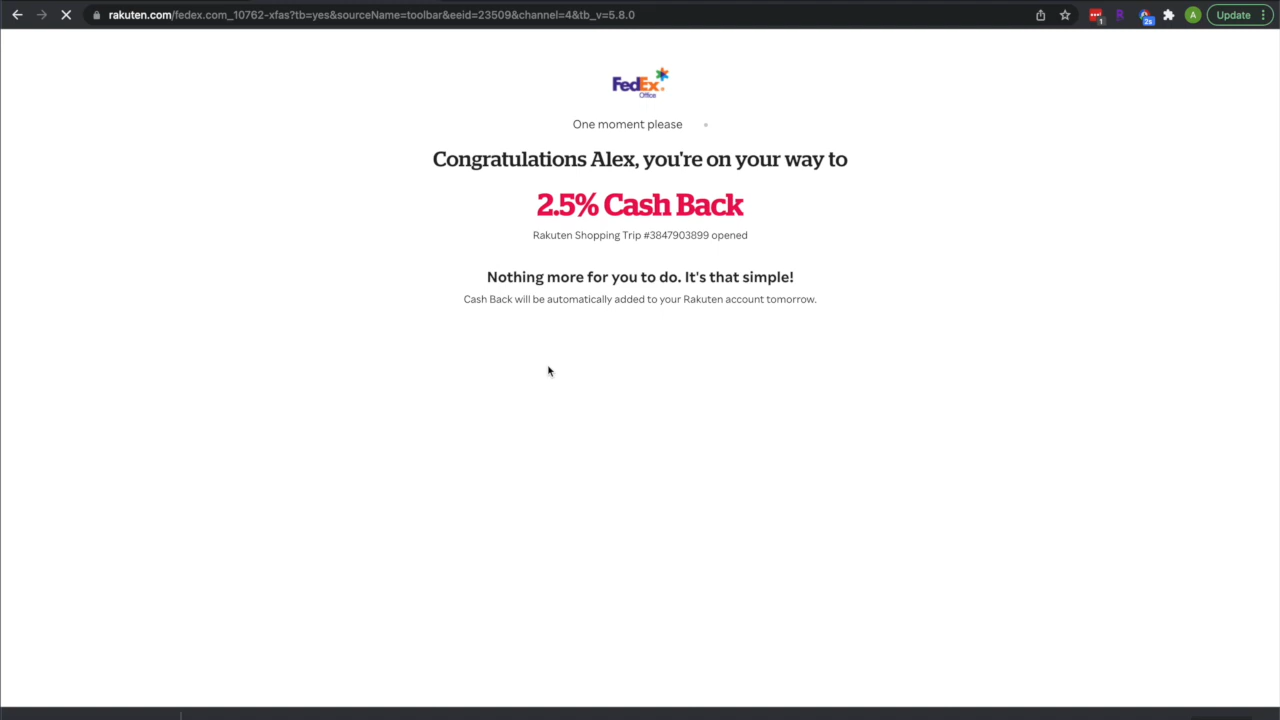 rakuten.com/fedex.com_10762-xfas?tb=yes&sourceName=toolbar&eeid=23509&channel=4&tb_v=5.8.0
1
R
2s
A
Update
FedEx
Office
One moment please
Congratulations Alex, you're on your way to
2.5% Cash Back
Rakuten Shopping Trip #3847903899 opened
Nothing more for you to do. It's that simple!
Cash Back will be automatically added to your Rakuten account tomorrow.